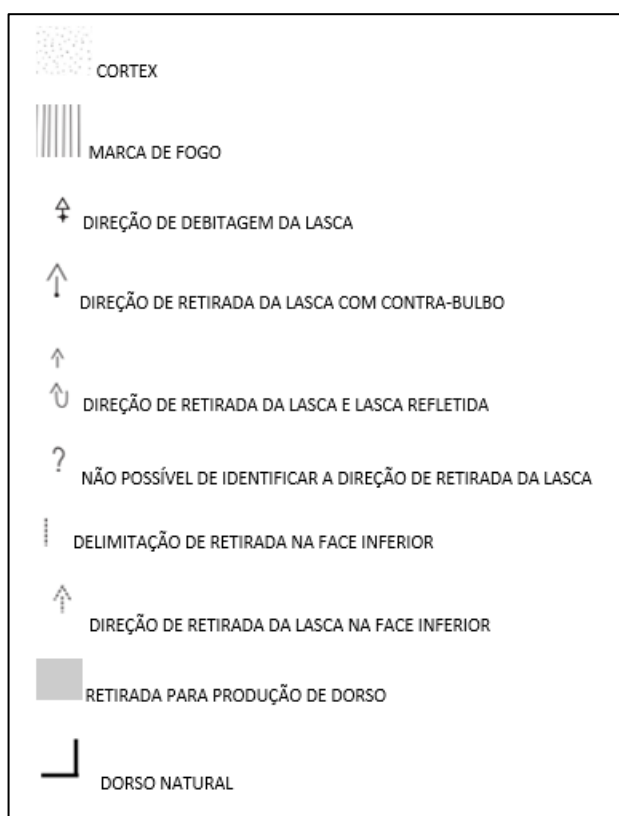 CORTEX
MARCA DE FOGO
DIREÇÃO DE DEBITAGEM DA LASCA
DIREÇÃO DE RETIRADA DA LASCA COM CONTRA-BULBO
DIREÇÃO DE RETIRADA DA LASCA E LASCA REFLETIDA
?
NÃO POSSÍVEL DE IDENTIFICAR A DIREÇÃO DE RETIRADA DA LASCA
DELIMITAÇÃO DE RETIRADA NA FACE INFERIOR
DIREÇÃO DE RETIRADA DA LASCA NA FACE INFERIOR
RETIRADA PARA PRODUÇÃO DE DORSO
DORSO NATURAL